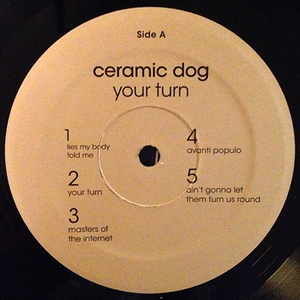 Side A
ceramic dog
your turn
1
lies my body
told me
2
your turn
3
masters of
the internet
4
avanti populo
5
ain't gonna let
them turn us round